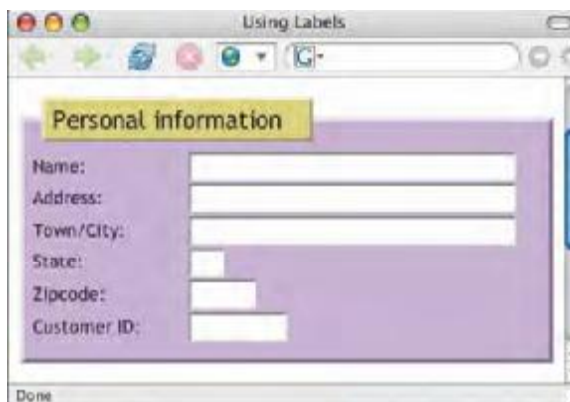 Using Labels
G
Personal information
Name:
Address:
Town/City:
State:
Zipcode:
Customer ID:
Done